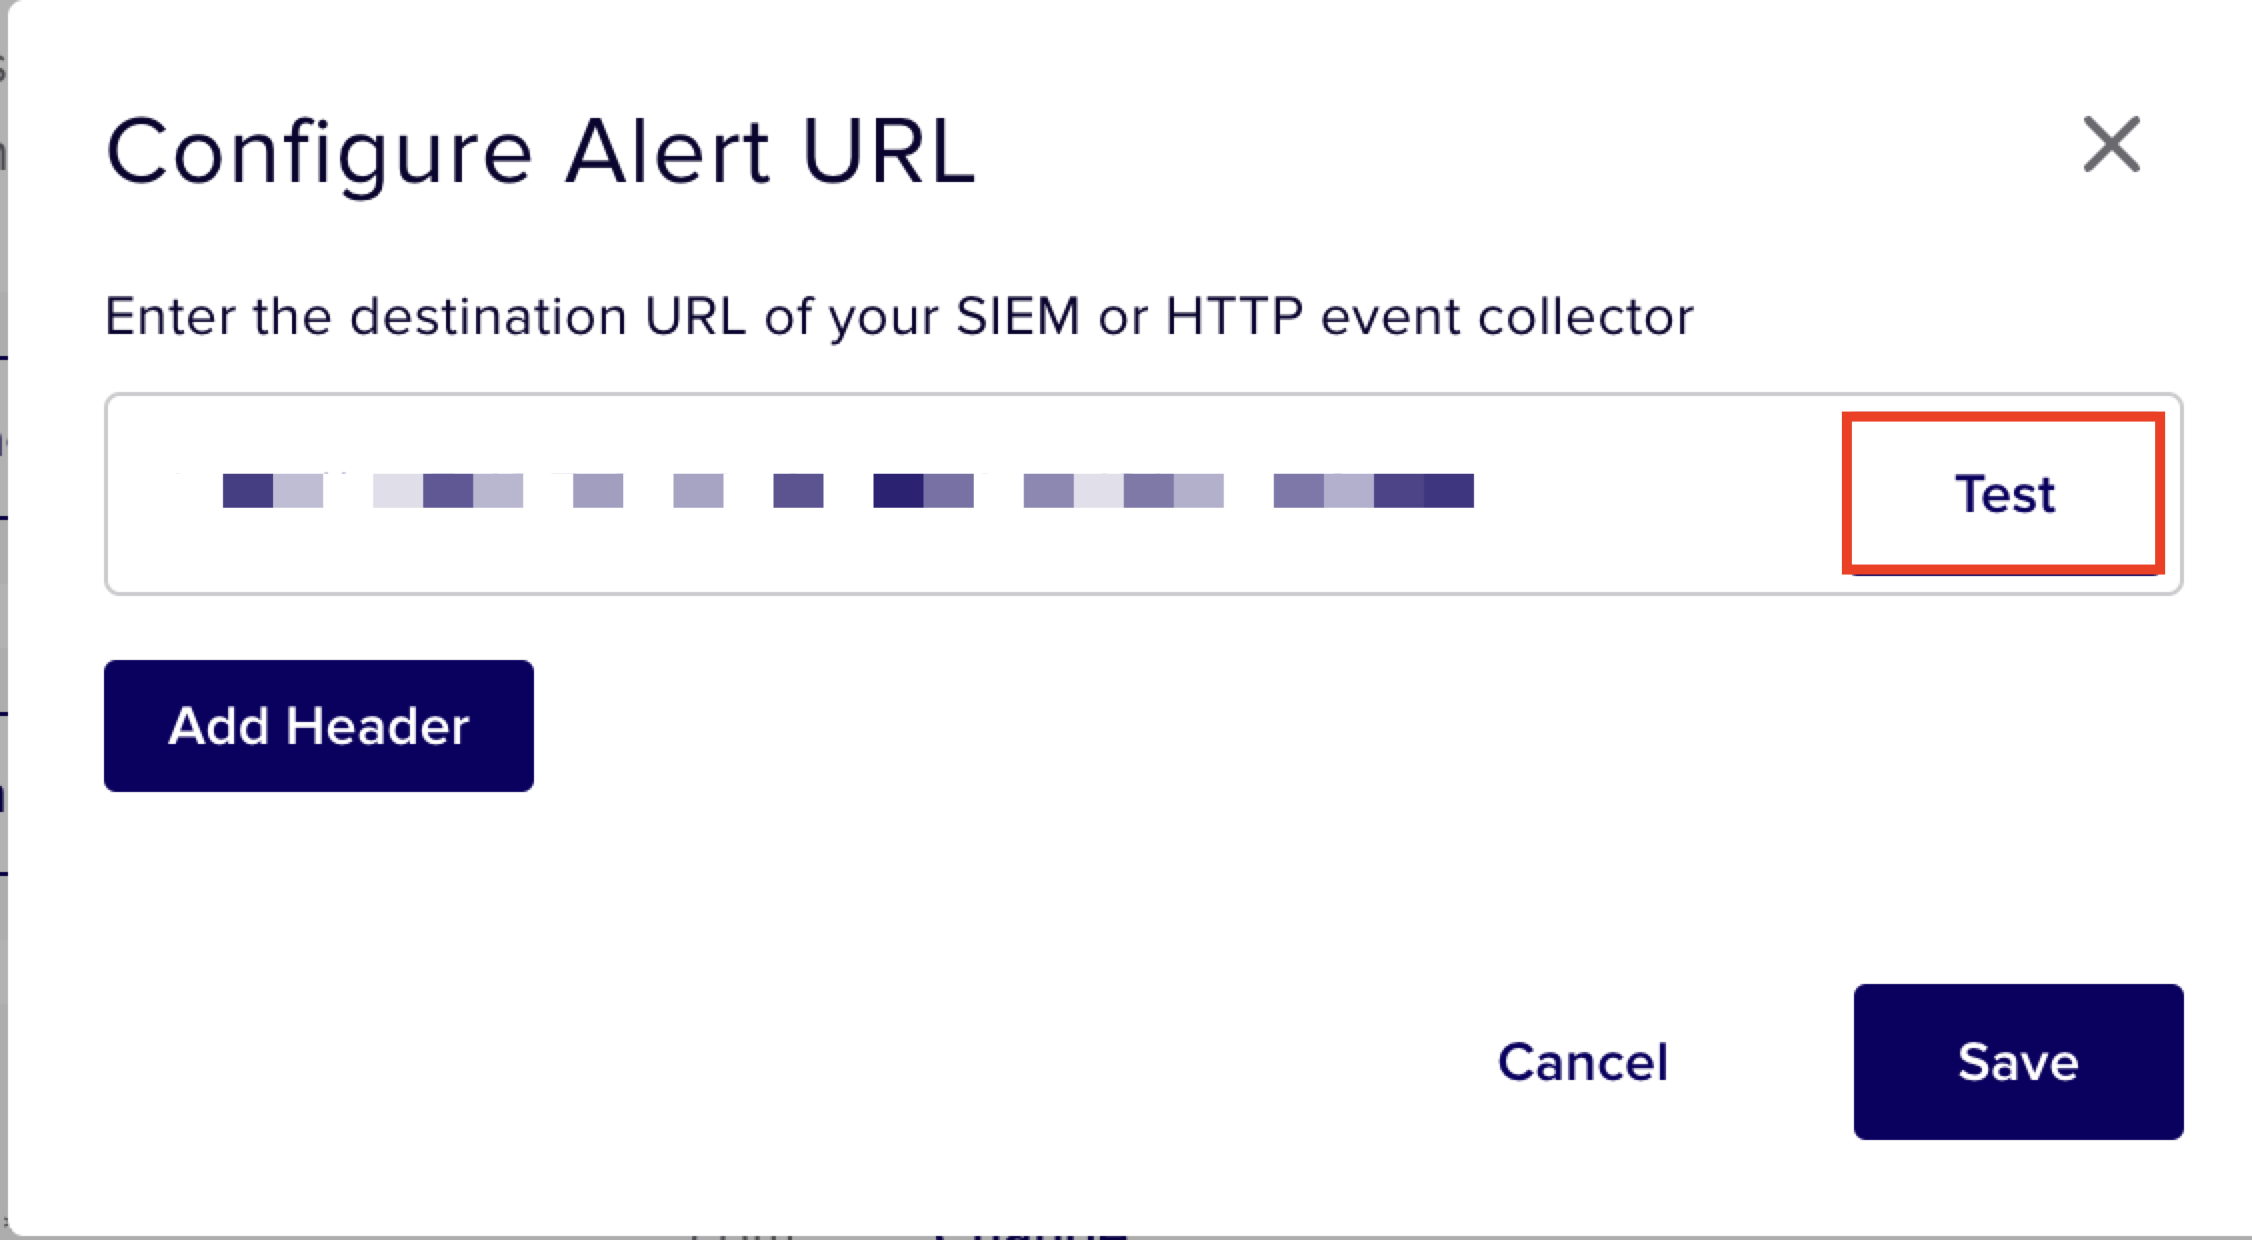 Configure Alert URL
Enter the destination URL of your SIEM or HTTP event collector
Test
Add Header
Cancel
Save